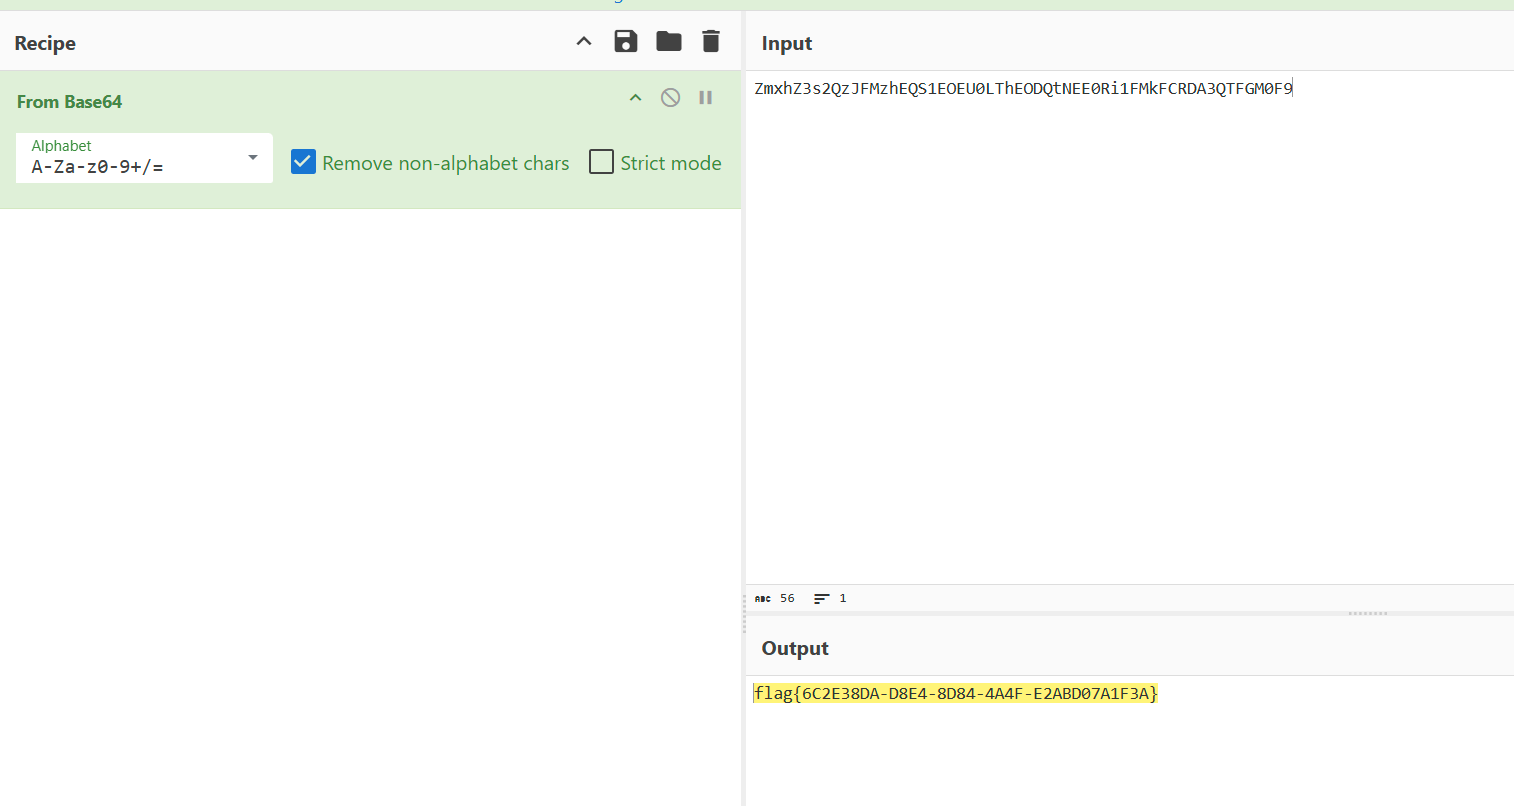 Recipe
From Base64
Alphabet
A-Za-z0-9+/=
Remove non-alphabet chars
Strict mode
Input
ZmxhZ3s2QzJFMzhEQS1EOEU0LThEODQtNEE0Ri1FMkFCRDA3QTFGM0F9
ABC 56 1
Output
flag{6C2E38DA-D8E4-8D84-4A4F-E2ABD07A1F3A}